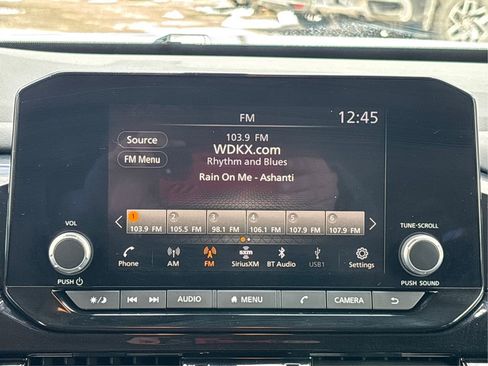 FM
12:45
Source
FM Menu
103.9 FM
WDKX.com
Rhythm and Blues
Rain On Me - Ashanti
1 2 3 4 5 6
103.9 FM 105.5 FM 98.1 FM 106.1 FM 107.9 FM 107.9 FM
Phone AM FM SiriusXM BT Audio USB1 Settings
VOL
PUSH
TUNE-SCROLL
PUSH SOUND
AUDIO MENU CAMERA